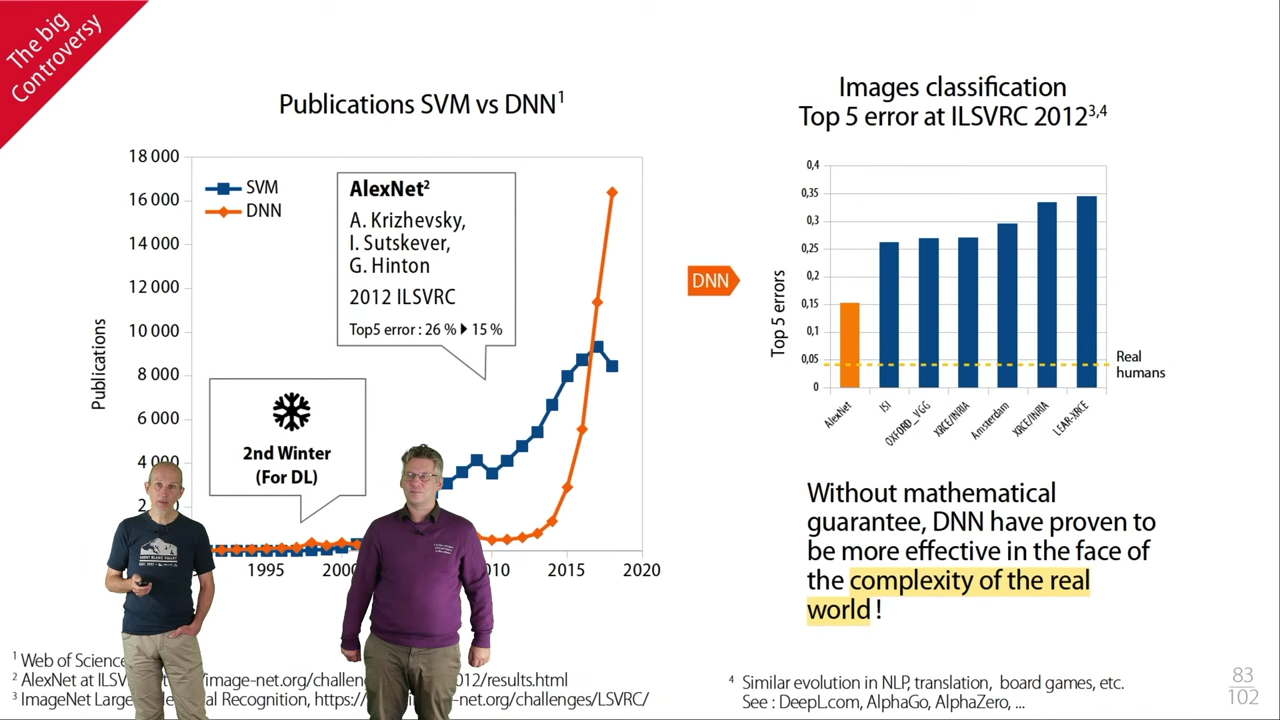 The big
Controversy
Publications SVM vs DNN1
Images classification
Top 5 error at ILSVRC 20123,4
18 000
16 000
14 000
12 000
10 000
8 000
6 000
4 000
2
Publications
SVM
DNN
AlexNet2
A. Krizhevsky,
I. Sutskever,
G. Hinton
2012 ILSVRC
Top5 error : 26 % 15 %
2nd Winter
(For DL)
1995
2015
2020
DNN
Top 5 errors
0,4
0,35
0,3
0,25
0,2
0,15
0,1
0,05
0
Real
humans
AlexNet
ISI
OXFORD_VGG
XRCE/INRIA
Amsterdam
XRCE/INRIA
LEAR-XRCE
Without mathematical
guarantee, DNN have proven to
be more effective in the face of
the complexity of the real
world !
MONT BLANC VALLEY
1 Web of Science
2 AlexNet at ILSV /image-net.org/challen 012/results.html
3 ImageNet Large al Recognition, https:// -net.org/challenges/LSVRC/
4 Similar evolution in NLP, translation, board games, etc.
See : DeepL.com, AlphaGo, AlphaZero, ...
83
102